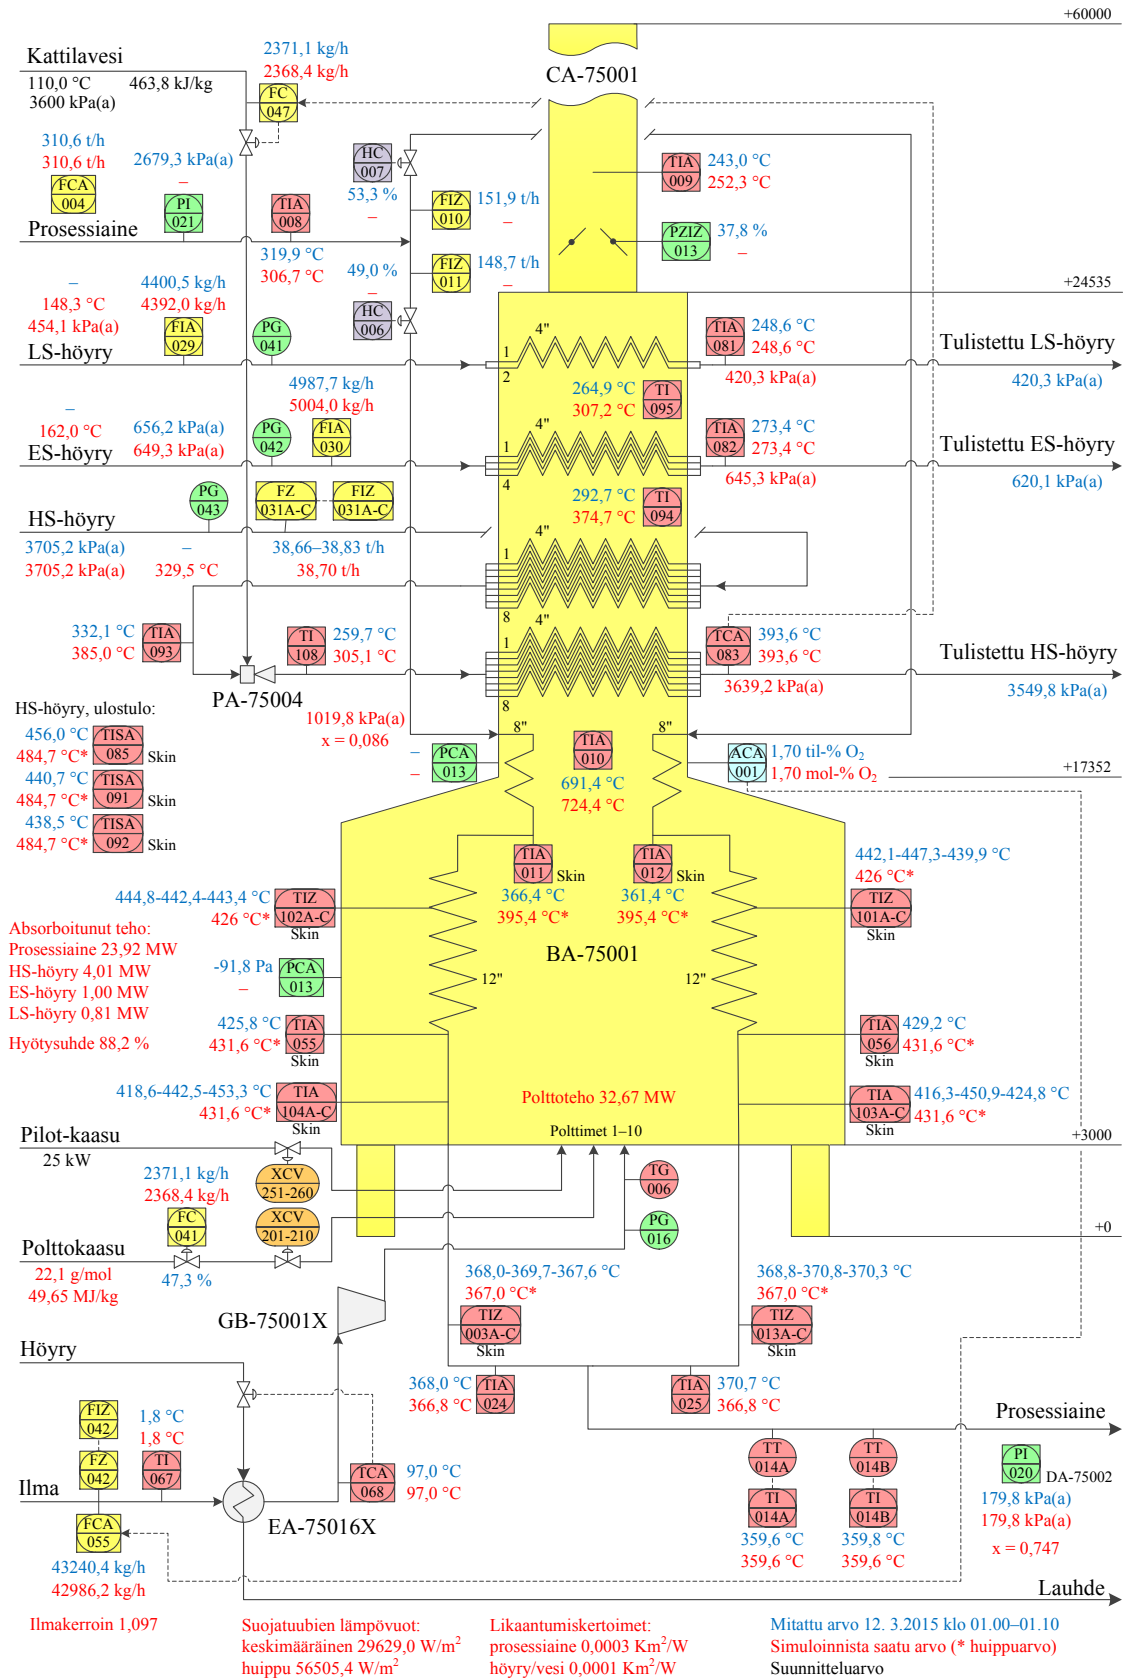 +60000
Kattilavesi
110,0 °C 463,8 kJ/kg
3600 kPa(a)
2371,1 kg/h
2368,4 kg/h
FC
047
CA-75001
310,6 t/h
310,6 t/h
FCA
004
2679,3 kPa(a)
–
PI
021
TIA
008
319,9 °C
306,7 °C
Prosessiaine
HC
007
53,3 %
–
FIZ
010
151,9 t/h
–
FIZ
011
148,7 t/h
–
49,0 %
–
HC
006
TIA
009
243,0 °C
252,3 °C
PZIZ
013
37,8 %
–
+24535
–
148,3 °C
454,1 kPa(a)
4400,5 kg/h
4392,0 kg/h
FIA
029
PG
041
LS-höyry
4"
1
2
TIA
081
248,6 °C
248,6 °C
420,3 kPa(a)
Tulistettu LS-höyry
420,3 kPa(a)
264,9 °C
307,2 °C
TI
095
–
162,0 °C
656,2 kPa(a)
649,3 kPa(a)
PG
042
4987,7 kg/h
5004,0 kg/h
FIA
030
ES-höyry
4"
1
4
TIA
082
273,4 °C
273,4 °C
645,3 kPa(a)
Tulistettu ES-höyry
620,1 kPa(a)
292,7 °C
374,7 °C
TI
094
PG
043
FZ
031A-C
FIZ
031A-C
HS-höyry
3705,2 kPa(a)
3705,2 kPa(a)
–
329,5 °C
38,66–38,83 t/h
38,70 t/h
4"
1
8
332,1 °C
385,0 °C
TIA
093
TI
108
259,7 °C
305,1 °C
PA-75004
4"
1
8
TCA
083
393,6 °C
393,6 °C
3639,2 kPa(a)
Tulistettu HS-höyry
3549,8 kPa(a)
HS-höyry, ulostulo:
456,0 °C
484,7 °C*
TISA
085
Skin
440,7 °C
484,7 °C*
TISA
091
Skin
438,5 °C
484,7 °C*
TISA
092
Skin
1019,8 kPa(a)
x = 0,086
8"
8"
–
–
PCA
013
TIA
010
691,4 °C
724,4 °C
ACA
001
1,70 til-% O2
1,70 mol-% O2
+17352
TIA
011
Skin
366,4 °C
395,4 °C*
TIA
012
Skin
361,4 °C
395,4 °C*
442,1-447,3-439,9 °C
426 °C*
TIZ
101A-C
Skin
444,8-442,4-443,4 °C
426 °C*
TIZ
102A-C
Skin
BA-75001
Absorboitunut teho:
Prosessiaine 23,92 MW
HS-höyry 4,01 MW
ES-höyry 1,00 MW
LS-höyry 0,81 MW
Hyötysuhde 88,2 %
-91,8 Pa
–
PCA
013
12"
12"
425,8 °C
431,6 °C*
TIA
055
Skin
TIA
056
Skin
429,2 °C
431,6 °C*
418,6-442,5-453,3 °C
431,6 °C*
TIA
104A-C
Skin
Polttoteho 32,67 MW
TIA
103A-C
Skin
416,3-450,9-424,8 °C
431,6 °C*
Polttimet 1–10
+3000
Pilot-kaasu
25 kW
XCV
251-260
2371,1 kg/h
2368,4 kg/h
FC
041
47,3 %
XCV
201-210
Polttokaasu
22,1 g/mol
49,65 MJ/kg
TG
006
PG
016
+0
GB-75001X
368,0-369,7-367,6 °C
367,0 °C*
TIZ
003A-C
Skin
368,8-370,8-370,3 °C
367,0 °C*
TIZ
013A-C
Skin
Höyry
368,0 °C
366,8 °C
TIA
024
TIA
025
370,7 °C
366,8 °C
FIZ
042
FZ
042
1,8 °C
1,8 °C
TI
067
Ilma
FCA
055
43240,4 kg/h
42986,2 kg/h
EA-75016X
TCA
068
97,0 °C
97,0 °C
Prosessiaine
TT
014A
TI
014A
359,6 °C
359,6 °C
TT
014B
TI
014B
359,8 °C
359,6 °C
PI
020
DA-75002
179,8 kPa(a)
179,8 kPa(a)
x = 0,747
Lauhde
Ilmakerroin 1,097
Suojatuubien lämpövuot:
keskimääräinen 29629,0 W/m2
huippu 56505,4 W/m2
Likaantumiskertoimet:
prosessiaine 0,0003 Km2/W
höyry/vesi 0,0001 Km2/W
Mitattu arvo 12. 3.2015 klo 01.00–01.10
Simuloinnista saatu arvo (* huippuarvo)
Suunnitteluarvo